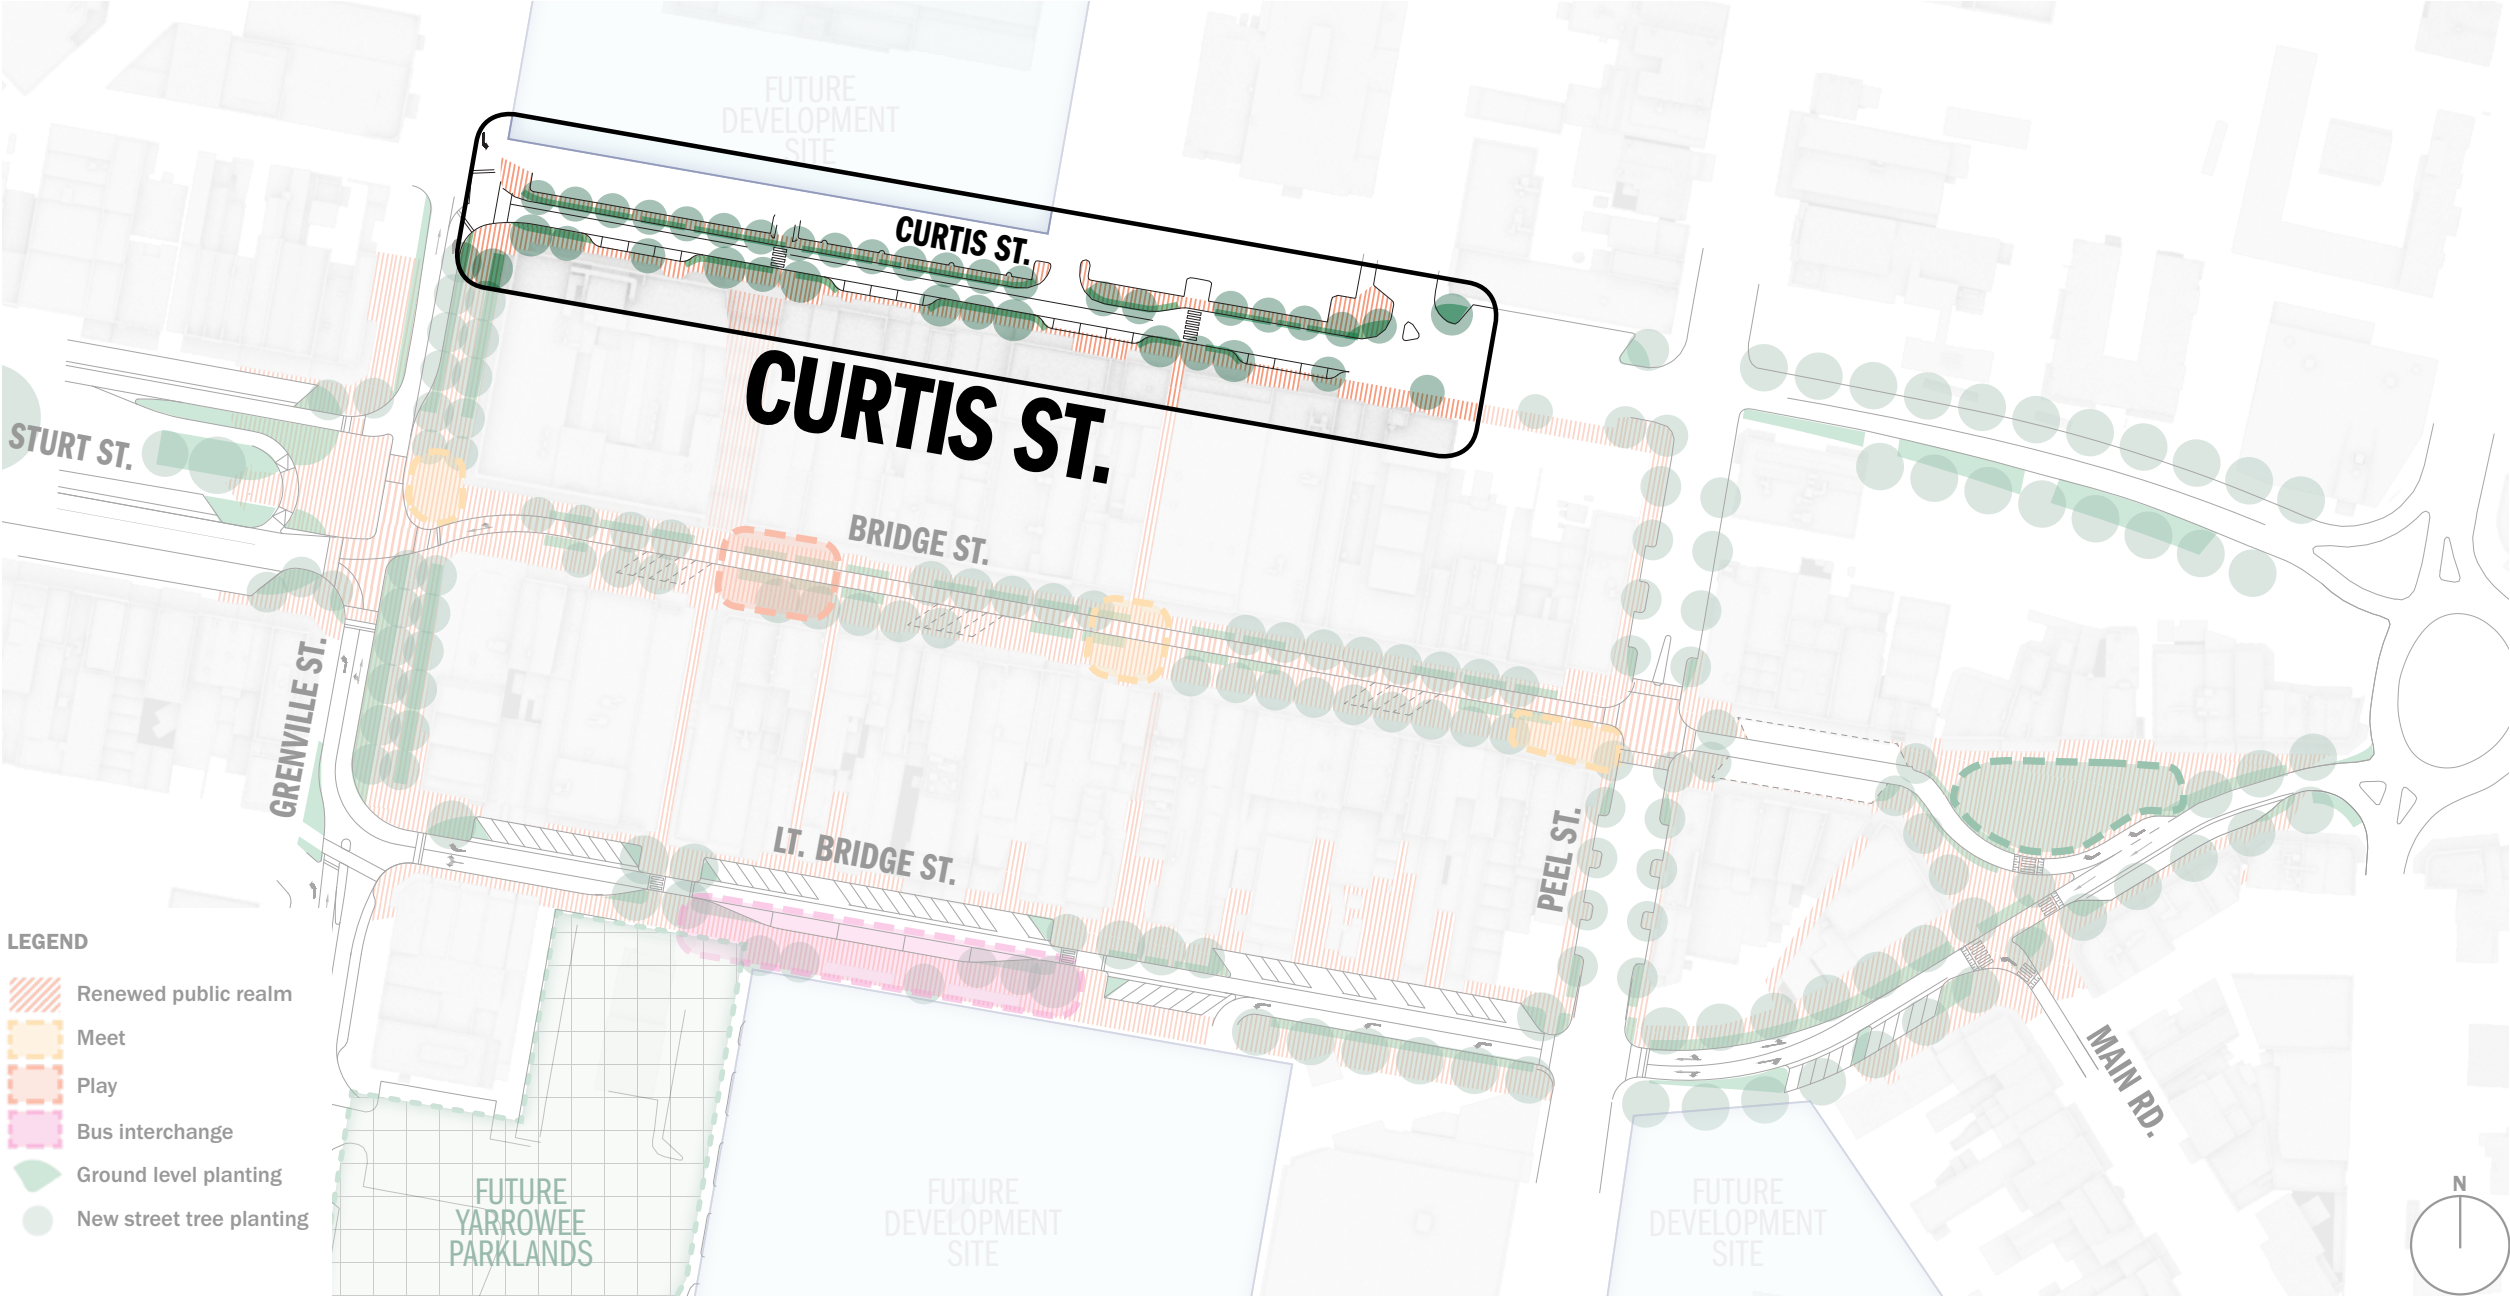 FUTURE
DEVELOPMENT
SITE
CURTIS ST.
CURTIS ST.
STURT ST.
BRIDGE ST.
GRENVILLE ST.
LT. BRIDGE ST.
PEEL ST.
MAIN RD.
LEGEND
Renewed public realm
Meet
Play
Bus interchange
Ground level planting
New street tree planting
FUTURE
YARROWEE
PARKLANDS
FUTURE
DEVELOPMENT
SITE
FUTURE
DEVELOPMENT
SITE
N